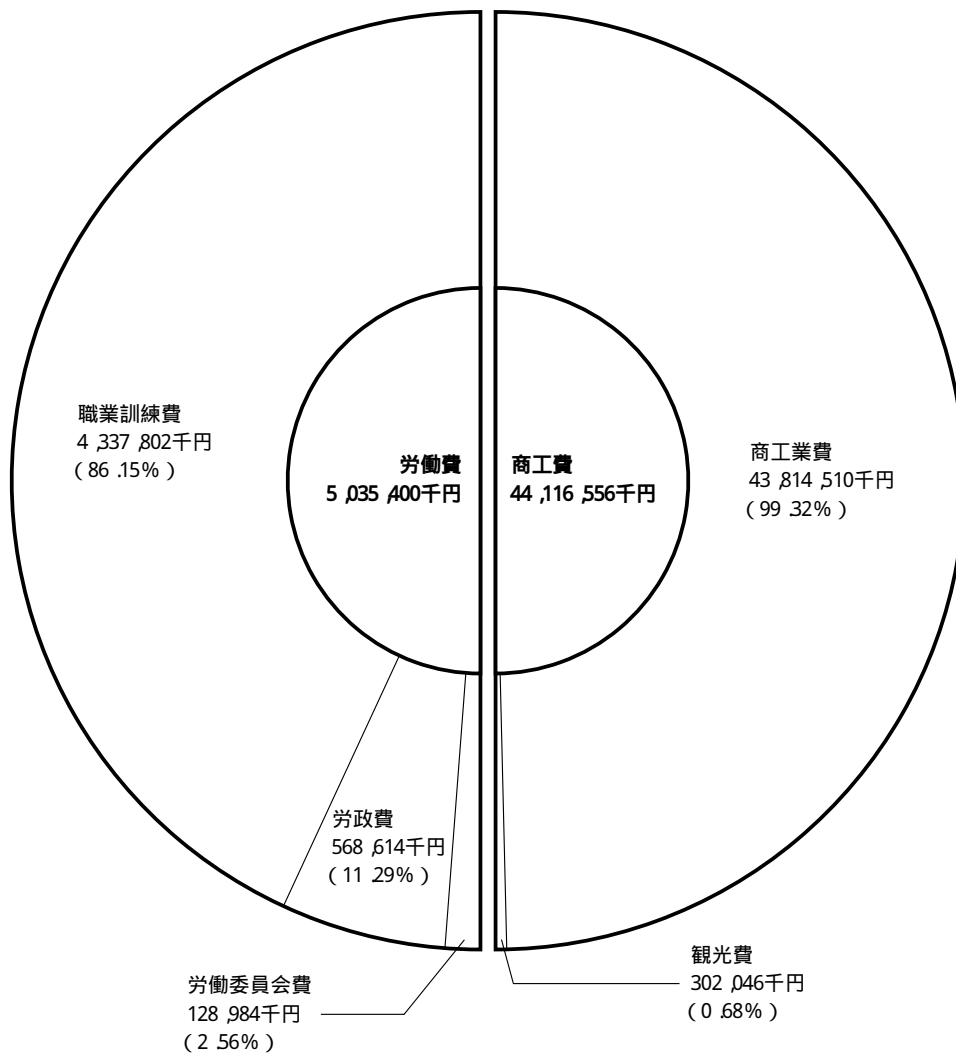 職業訓練費
4,337,802千円
(86.15%)
労働費
5,035,400千円
商工費
44,116,556千円
商工業費
43,814,510千円
(99.32%)
労政費
568,614千円
(11.29%)
労働委員会費
128,984千円
(2.56%)
観光費
302,046千円
(0.68%)